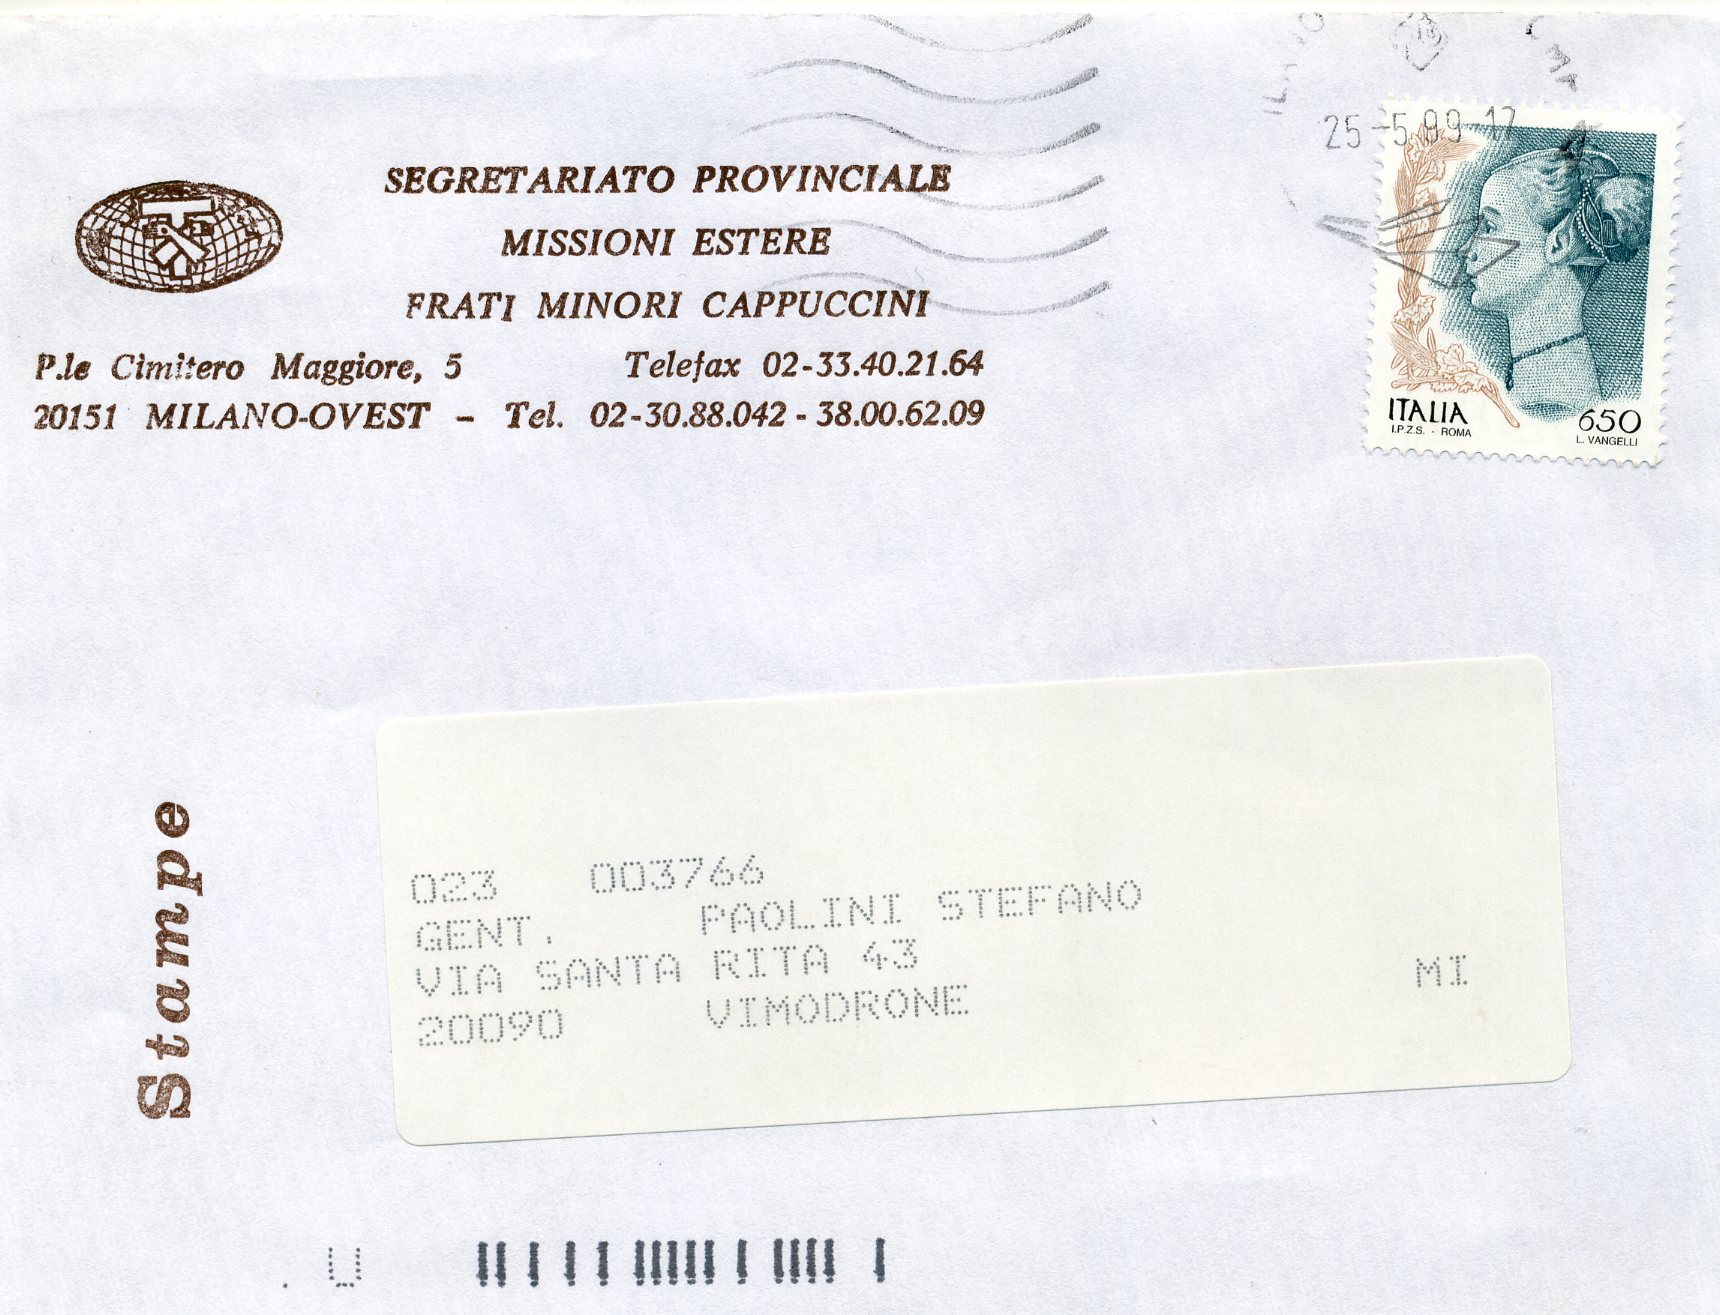 SEGRETARIATO PROVINCIALE
MISSIONI ESTERE
FRATI MINORI CAPPUCCINI
P.le Cimitero Maggiore, 5 Telefax 02-33.40.21.64
20151 MILANO-OVEST - Tel. 02-30.88.042 - 38.00.62.09
25-5.99 17
ITALIA 650
I.P.Z.S. - ROMA L. VANGELLI
Stampe
023 003766
GENT. PAOLINI STEFANO
VIA SANTA RITA 43
20090 VIMODRONE MI
U